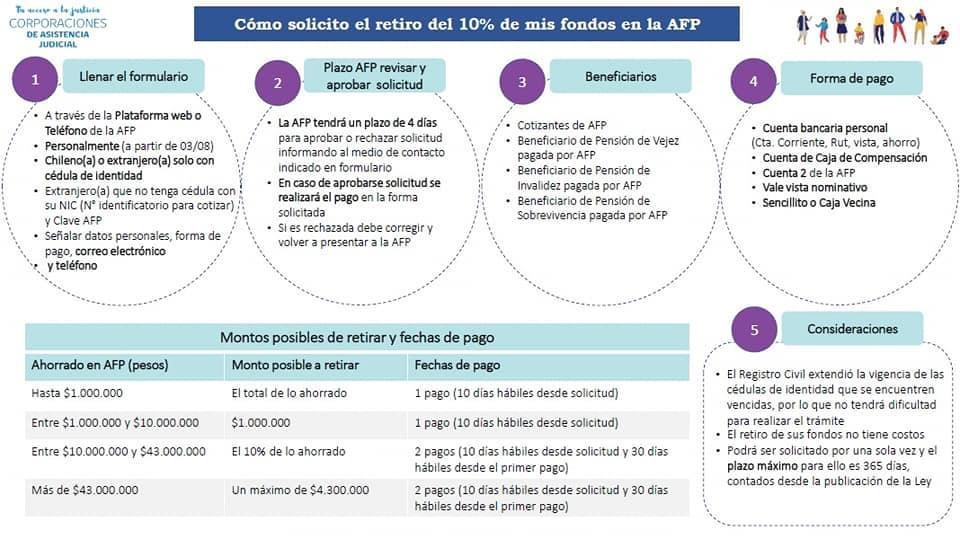 Tu acceso a la justicia
CORPORACIONES
DE ASISTENCIA
JUDICIAL
Cómo solicito el retiro del 10% de mis fondos en la AFP
1
Llenar el formulario
• A través de la Plataforma web o
Teléfono de la AFP
• Personalmente (a partir de 03/08)
• Chileno(a) o extranjero(a) solo con
cédula de identidad
• Extranjero(a) que no tenga cédula con
su NIC (N° identificatorio para cotizar)
y Clave AFP
• Señalar datos personales, forma de
pago, correo electrónico
• y teléfono
2
Plazo AFP revisar y
aprobar solicitud
• La AFP tendrá un plazo de 4 días
para aprobar o rechazar solicitud
informando al medio de contacto
indicado en formulario
• En caso de aprobarse solicitud se
realizará el pago en la forma
solicitada
• Si es rechazada debe corregir y
volver a presentar a la AFP
3
Beneficiarios
• Cotizantes de AFP
• Beneficiario de Pensión de Vejez
pagada por AFP
• Beneficiario de Pensión de
Invalidez pagada por AFP
• Beneficiario de Pensión de
Sobrevivencia pagada por AFP
4
Forma de pago
• Cuenta bancaria personal
(Cta. Corriente, Rut, vista, ahorro)
• Cuenta de Caja de Compensación
• Cuenta 2 de la AFP
• Vale vista nominativo
• Sencillito o Caja Vecina
Montos posibles de retirar y fechas de pago
Ahorrado en AFP (pesos) Monto posible a retirar Fechas de pago
Hasta $1.000.000 El total de lo ahorrado 1 pago (10 días hábiles desde solicitud)
Entre $1.000.000 y $10.000.000 $1.000.000 1 pago (10 días hábiles desde solicitud)
Entre $10.000.000 y $43.000.000 El 10% de lo ahorrado 2 pagos (10 días hábiles desde solicitud y 30 días
hábiles desde el primer pago)
Más de $43.000.000 Un máximo de $4.300.000 2 pagos (10 días hábiles desde solicitud y 30 días
hábiles desde el primer pago)
5
Consideraciones
• El Registro Civil extendió la vigencia de las
cédulas de identidad que se encuentren
vencidas, por lo que no tendrá dificultad
para realizar el trámite
• El retiro de sus fondos no tiene costos
• Podrá ser solicitado por una sola vez y el
plazo máximo para ello es 365 días,
contados desde la publicación de la Ley